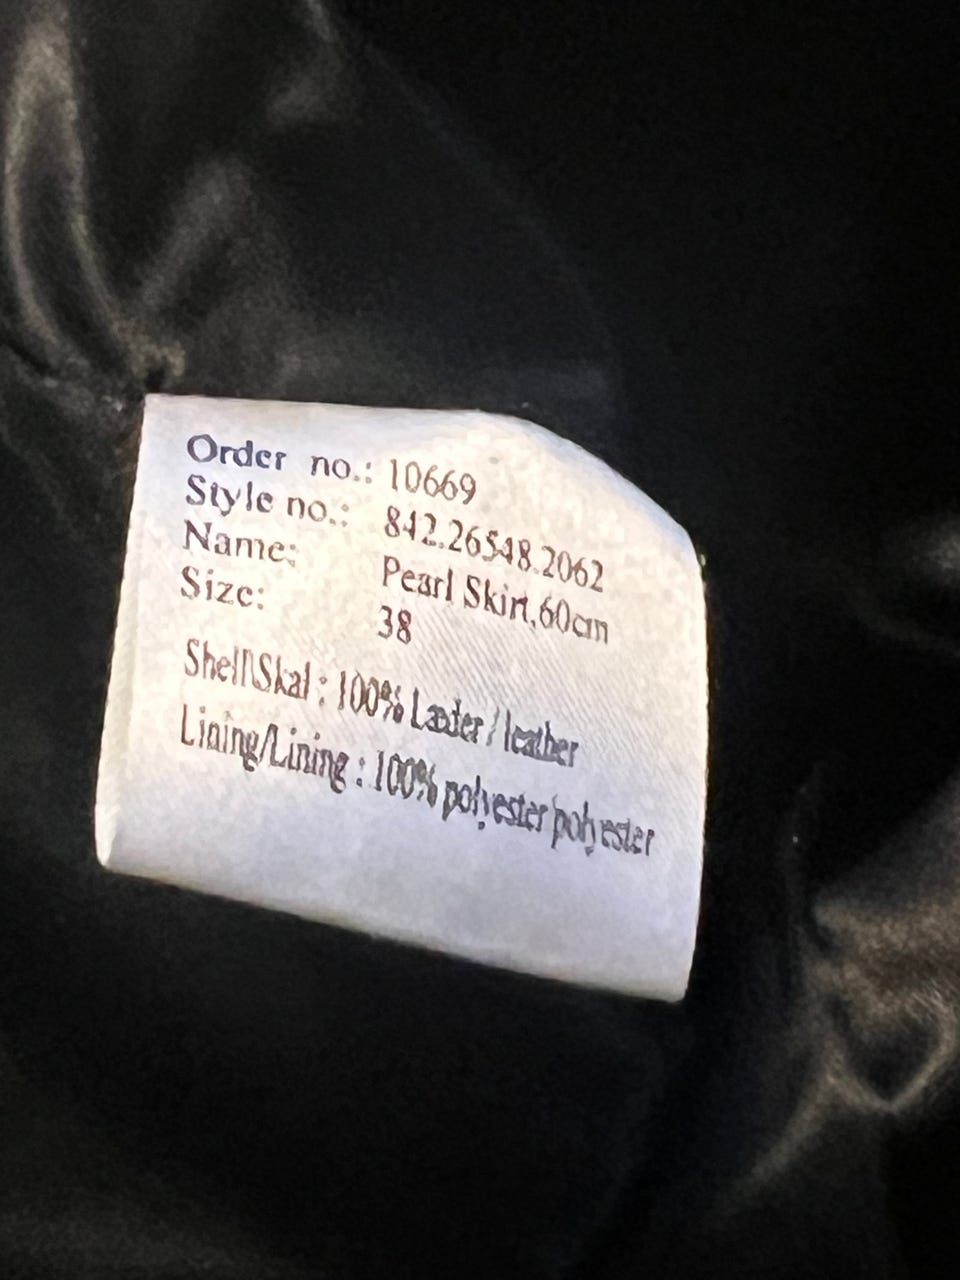 Order no.: 10669
Style no.: 842.26548.2062
Name: Pearl Skirt,60cm
Size: 38
Shell\Skal : 100% Læder / leather
Lining/Lining : 100% polyester/polyester